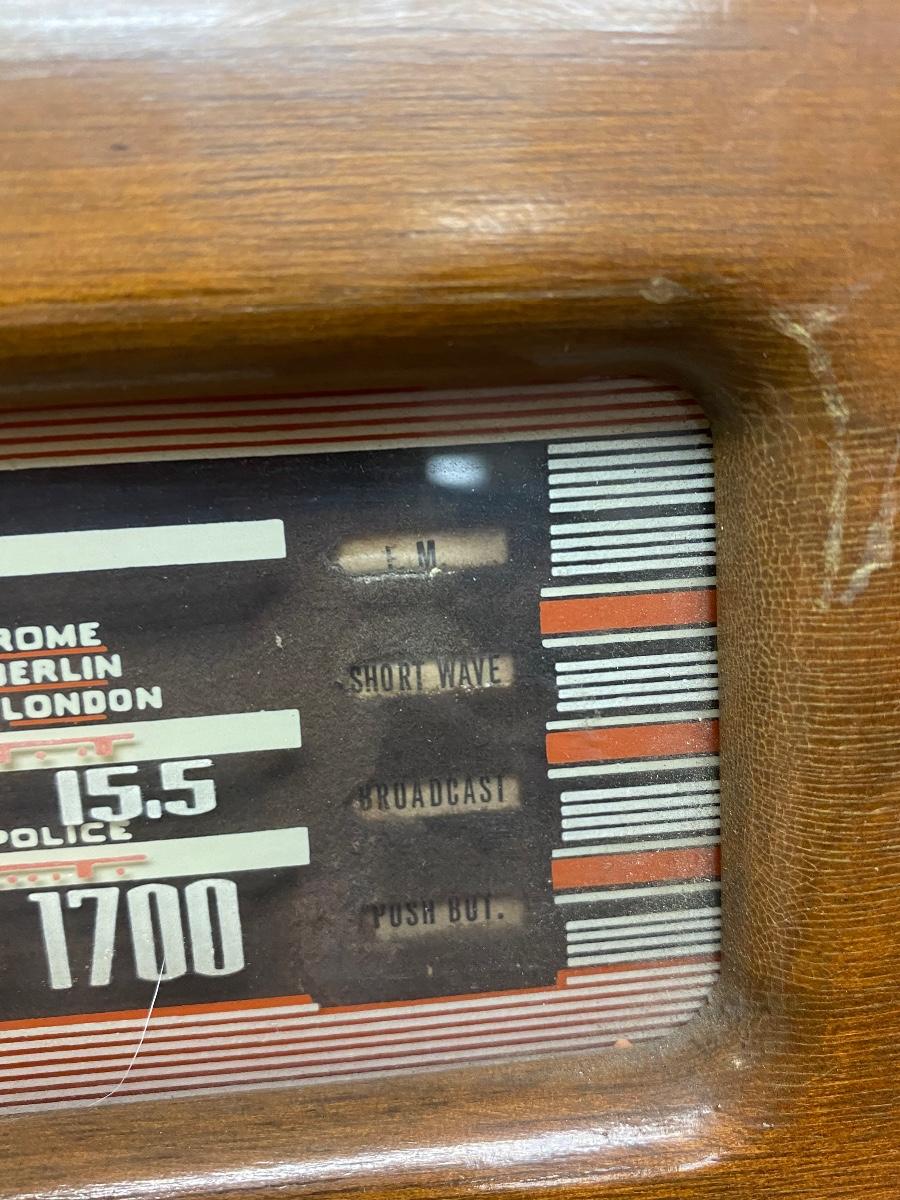 F M
ROME
BERLIN
LONDON
SHORT WAVE
15.5
BROADCAST
POLICE
1700
PUSH BUT.